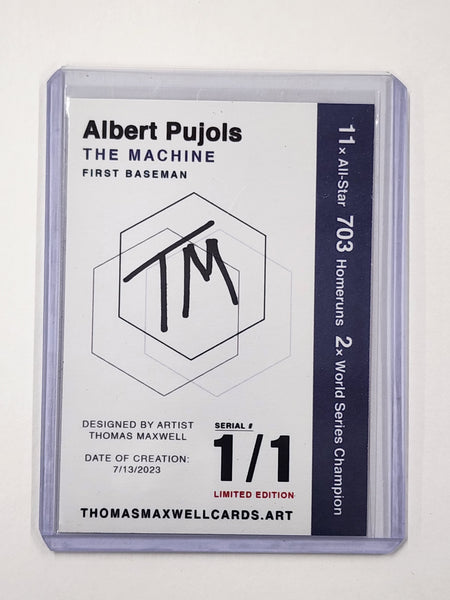 Albert Pujols
THE MACHINE
FIRST BASEMAN
TM
DESIGNED BY ARTIST
THOMAS MAXWELL
DATE OF CREATION:
7/13/2023
SERIAL #
1/1
LIMITED EDITION
THOMASMAXWELLCARDS.ART
11x All-Star 703 Homeruns 2x World Series Champion